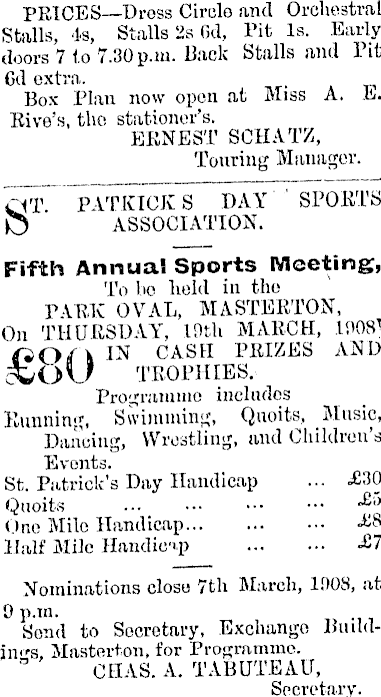 PRICES—Dress Circle and Orchestral
Stalls, 4s, Stalls 2s 6d, Pit 1s. Early
doors 7 to 7.30 p.m. Back Stalls and Pit
6d extra.
Box Plan now open at Miss A. E.
Rive's, the stationer's.
ERNEST SCHATZ,
Touring Manager.
ST. PATRICK S DAY SPORTS
ASSOCIATION.
Fifth Annual Sports Meeting,
To be held in the
PARK OVAL, MASTERTON,
On THURSDAY, 19th MARCH, 1908
£80 IN CASH PRIZES AND
TROPHIES.
Programme includes
Running, Swimming, Quoits, Music,
Dancing, Wrestling, and Children's
Events.
St. Patrick's Day Handicap ... £30
Quoits ... ... ... ... £5
One Mile Handicap... ... ... £8
Half Mile Handicap ... ... £7
Nominations close 7th March, 1908, at
9 p.m.
Send to Secretary, Exchange Build-
ings, Masterton, for Programme.
CHAS. A. TABUTEAU,
Secretary.